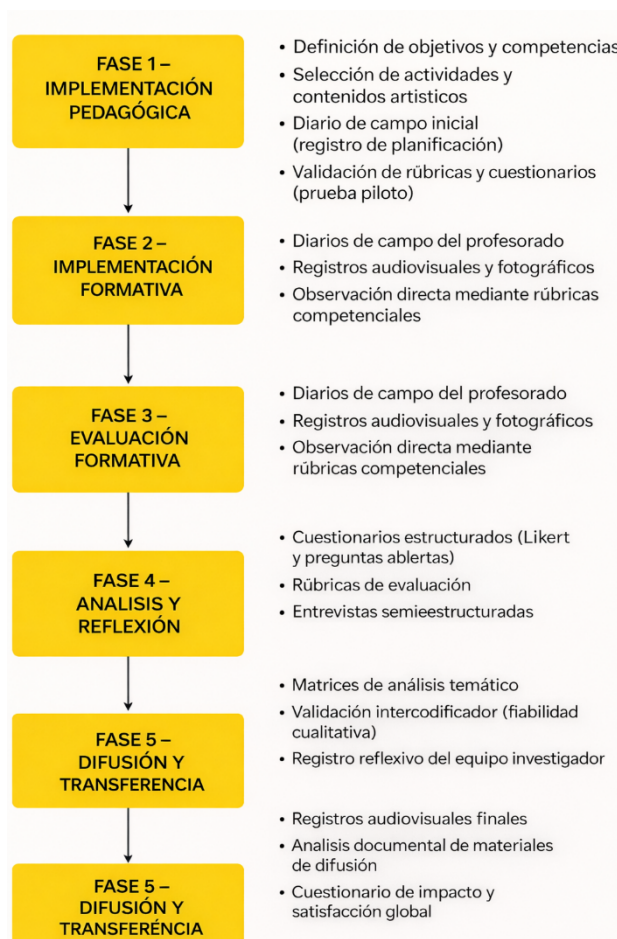 FASE 1 –
IMPLEMENTACIÓN
PEDAGÓGICA
• Definición de objetivos y competencias
• Selección de actividades y
contenidos artisticos
• Diario de campo inicial
(registro de planificación)
• Validación de rúbricas y cuestionarios
(prueba piloto)
FASE 2 –
IMPLEMENTACIÓN
FORMATIVA
• Diarios de campo del profesorado
• Registros audiovisuales y fotográficos
• Observación directa mediante rúbricas
competenciales
FASE 3 –
EVALUACIÓN
FORMATIVA
• Diarios de campo del profesorado
• Registros audiovisuales y fotográficos
• Observación directa mediante
rúbricas competenciales
FASE 4 –
ANALISIS Y
REFLEXIÓN
• Cuestionarios estructurados (Likert
y preguntas abiertas)
• Rúbricas de evaluación
• Entrevistas semieestructuradas
FASE 5 –
DIFUSIÓN Y
TRANSFERENCIA
• Matrices de análisis temático
• Validación intercodificador (fiabilidad
cualitativa)
• Registro reflexivo del equipo investigador
FASE 5 –
DIFUSIÓN Y
TRANSFERÉNCIA
• Registros audiovisuales finales
• Analisis documental de materiales
de difusión
• Cuestionario de impacto y
satisfacción global